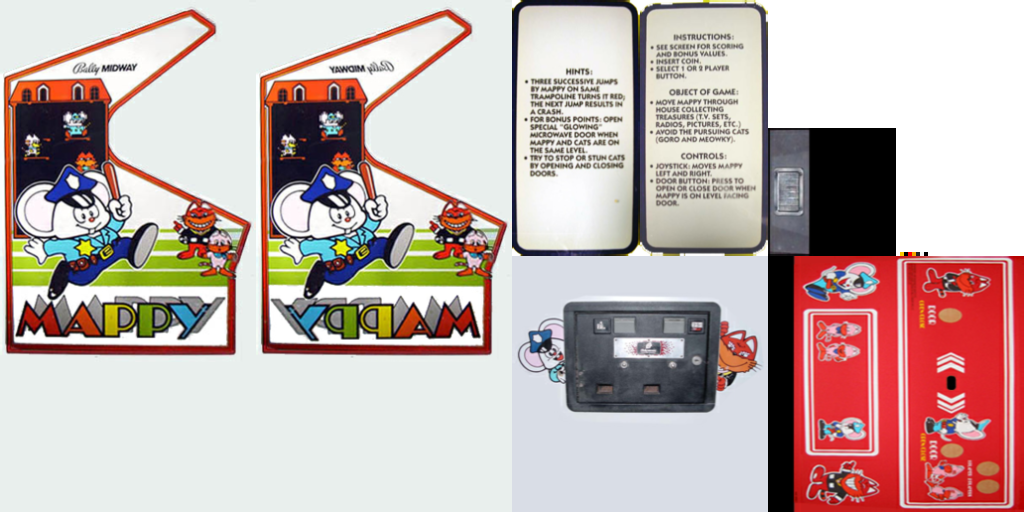 Bally MIDWAY
MAPPY
Bally MIDWAY
MAPPY
HINTS:
• THREE SUCCESSIVE JUMPS
BY MAPPY ON SAME
TRAMPOLINE TURNS IT RED;
THE NEXT JUMP RESULTS IN
A CRASH.
• FOR BONUS POINTS: OPEN
SPECIAL "GLOWING"
MICROWAVE DOOR WHEN
MAPPY AND CATS ARE ON
THE SAME LEVEL.
• TRY TO STOP OR STUN CATS
BY OPENING AND CLOSING
DOORS.
INSTRUCTIONS:
• SEE SCREEN FOR SCORING
AND BONUS VALUES.
• INSERT COIN.
• SELECT 1 OR 2 PLAYER
BUTTON.
OBJECT OF GAME:
• MOVE MAPPY THROUGH
HOUSE COLLECTING
TREASURES (T.V. SETS,
RADIOS, PICTURES, ETC.)
• AVOID THE PURSUING CATS
(GORO AND MEOWKY).
CONTROLS:
• JOYSTICK: MOVES MAPPY
LEFT AND RIGHT.
• DOOR BUTTON: PRESS TO
OPEN OR CLOSE DOOR WHEN
MAPPY IS ON LEVEL FACING
DOOR.